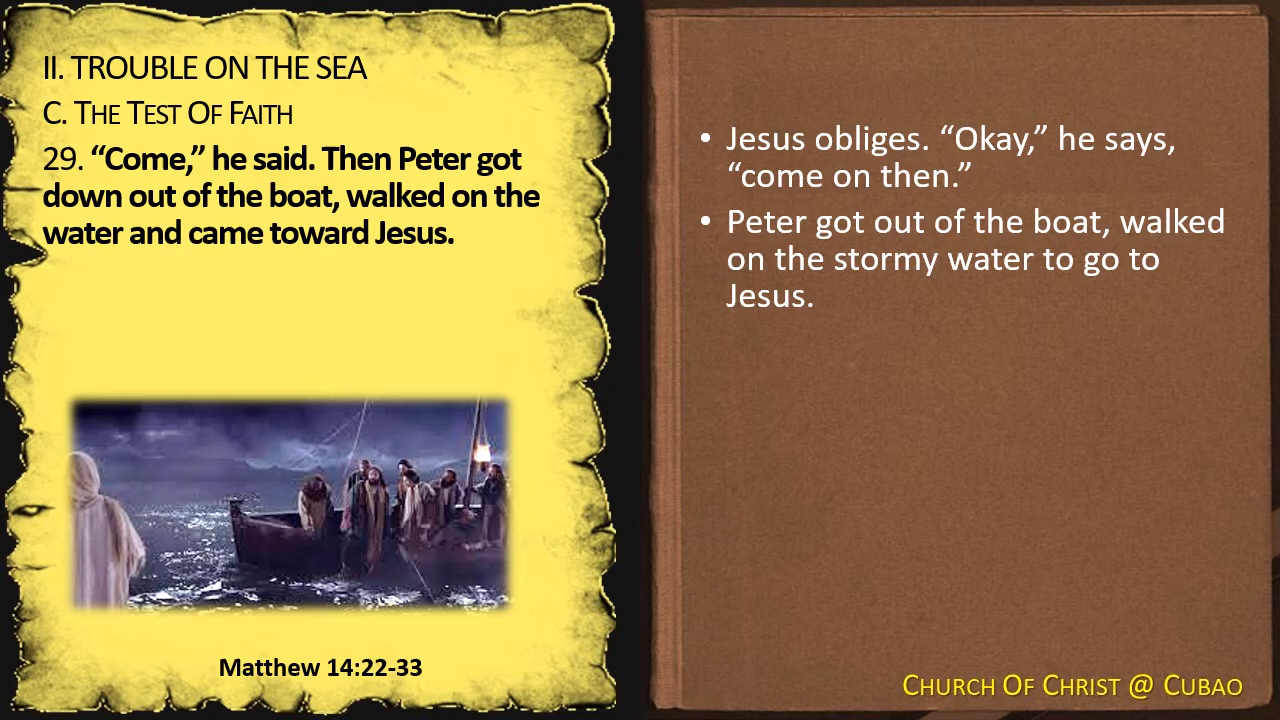 II. TROUBLE ON THE SEA
C. THE TEST OF FAITH
29. “Come,” he said. Then Peter got
down out of the boat, walked on the
water and came toward Jesus.
Matthew 14:22-33
• Jesus obliges. “Okay,” he says,
“come on then.”
• Peter got out of the boat, walked
on the stormy water to go to
Jesus.
CHURCH OF CHRIST @ CUBAO